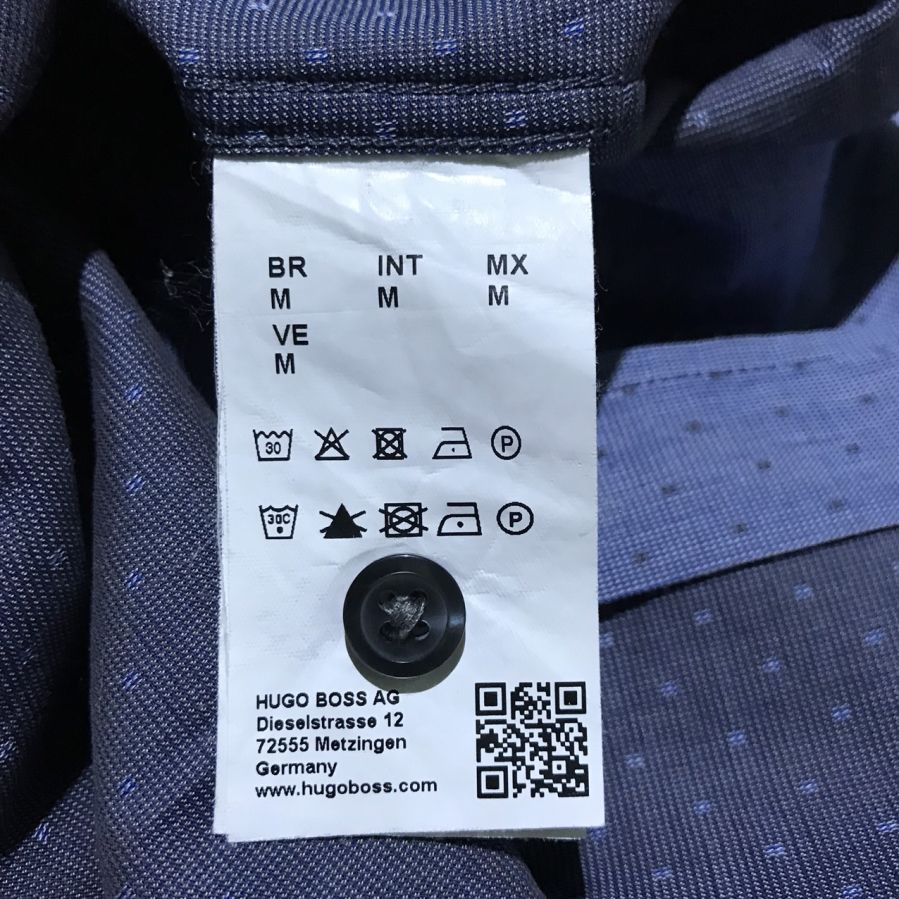 BR INT MX
M M M
VE
M
30 P
30C P
HUGO BOSS AG
Dieselstrasse 12
72555 Metzingen
Germany
www.hugoboss.com